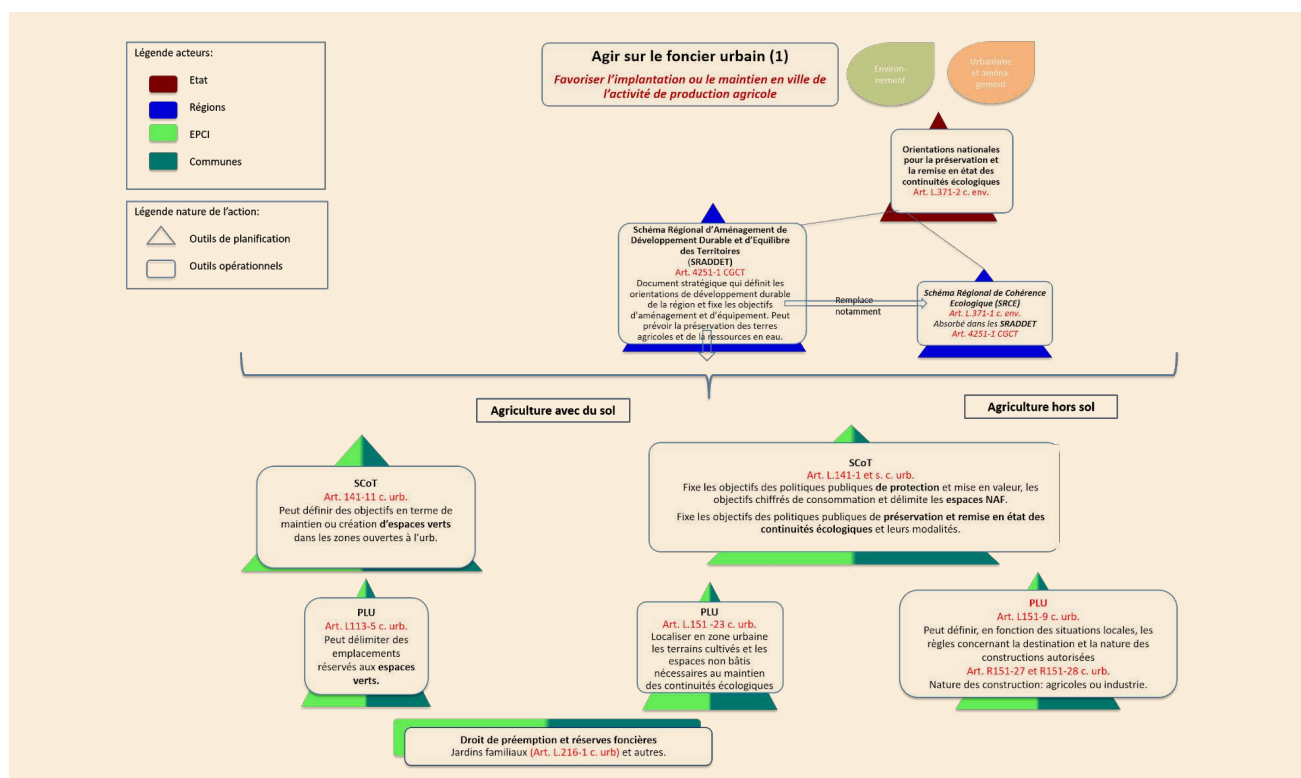 Légende acteurs:
Etat
Régions
EPCI
Communes
Légende nature de l'action:
Outils de planification
Outils opérationnels
Agir sur le foncier urbain (1)
Favoriser l'implantation ou le maintien en ville de
l'activité de production agricole
Environ-
nement
Urbanisme
et aména-
gement
Orientations nationales
pour la préservation et
la remise en état des
continuités écologiques
Art. L.371-2 c. env.
Schéma Régional d'Aménagement de
Développement Durable et d'Equilibre
des Territoires
(SRADDET)
Art. 4251-1 CGCT
Document stratégique qui définit les
orientations de développement durable
de la région et fixe les objectifs
d'aménagement et d'équipement. Peut
prévoir la préservation des terres
agricoles et de la ressources en eau.
Remplace
notamment
Schéma Régional de Cohérence
Ecologique (SRCE)
Art. L.371-1 c. env.
Absorbé dans les SRADDET
Art. 4251-1 CGCT
Agriculture avec du sol
Agriculture hors sol
SCoT
Art. 141-11 c. urb.
Peut définir des objectifs en terme de
maintien ou création d'espaces verts
dans les zones ouvertes à l'urb.
SCoT
Art. L.141-1 et s. c. urb.
Fixe les objectifs des politiques publiques de protection et mise en valeur, les
objectifs chiffrés de consommation et délimite les espaces NAF.
Fixe les objectifs des politiques publiques de préservation et remise en état des
continuités écologiques et leurs modalités.
PLU
Art. L113-5 c. urb.
Peut délimiter des
emplacements
réservés aux espaces
verts.
PLU
Art. L.151 -23 c. urb.
Localiser en zone urbaine
les terrains cultivés et les
espaces non bâtis
nécessaires au maintien
des continuités écologiques
PLU
Art. L151-9 c. urb.
Peut définir, en fonction des situations locales, les
règles concernant la destination et la nature des
constructions autorisées
Art. R151-27 et R151-28 c. urb.
Nature des construction: agricoles ou industrie.
Droit de préemption et réserves foncières
Jardins familiaux (Art. L.216-1 c. urb) et autres.